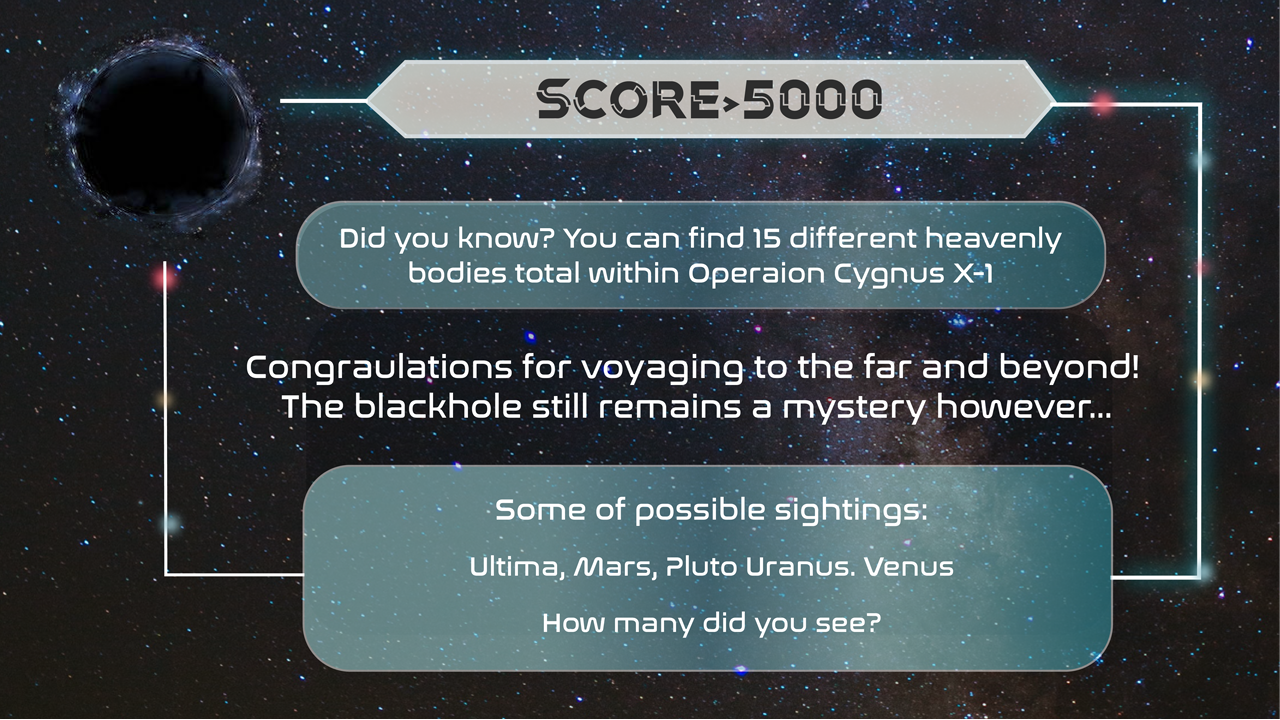 SCORE>5000
Did you know? You can find 15 different heavenly
bodies total within Operaion Cygnus X-1
Congraulations for voyaging to the far and beyond!
The blackhole still remains a mystery however...
Some of possible sightings:
Ultima, Mars, Pluto Uranus. Venus
How many did you see?